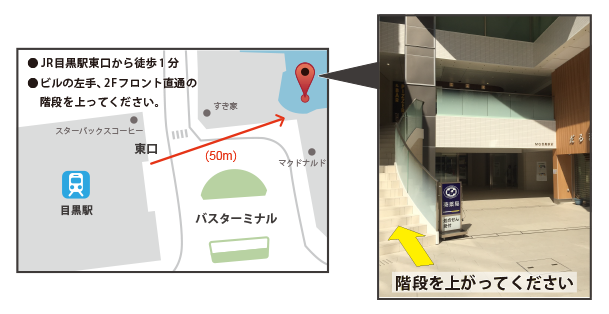 ● JR目黒駅東口から徒歩1分
● ビルの左手、2Fフロント直通の
階段を上ってください。
すき家
スターバックスコーヒー
東口
(50m)
マクドナルド
目黒駅
バスターミナル
階段を上がってください